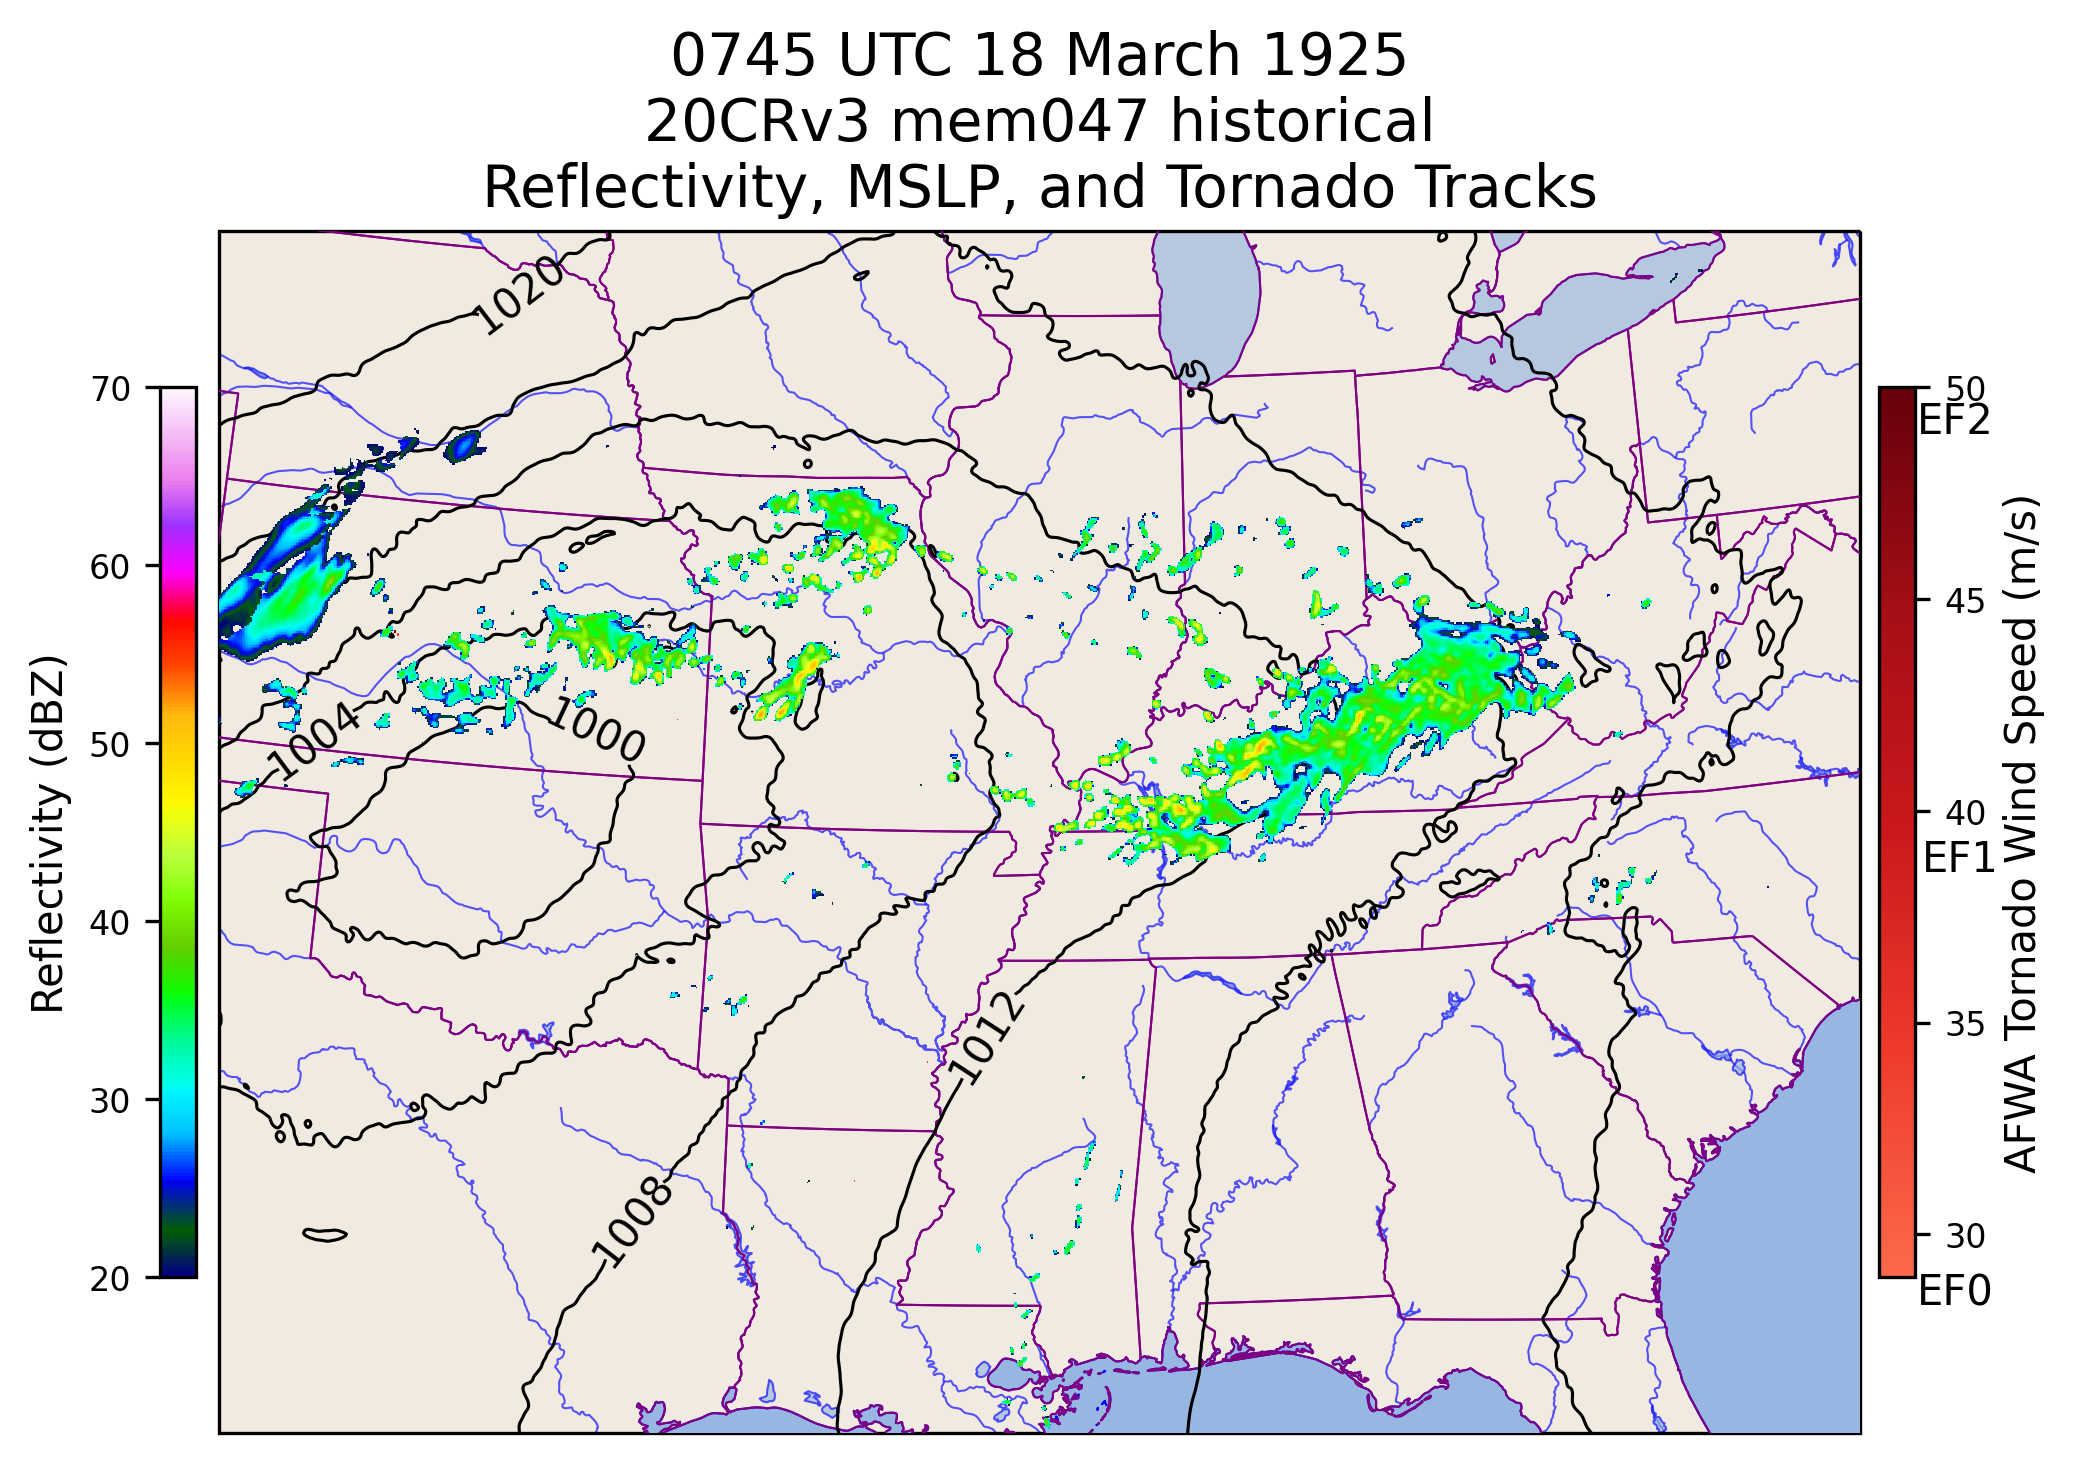 0745 UTC 18 March 1925
20CRv3 mem047 historical
Reflectivity, MSLP, and Tornado Tracks
1020
1004
1000
1012
1008
70
60
50
40
30
20
Reflectivity (dBZ)
50
EF2
45
40
EF1
35
30
EF0
AFWA Tornado Wind Speed (m/s)